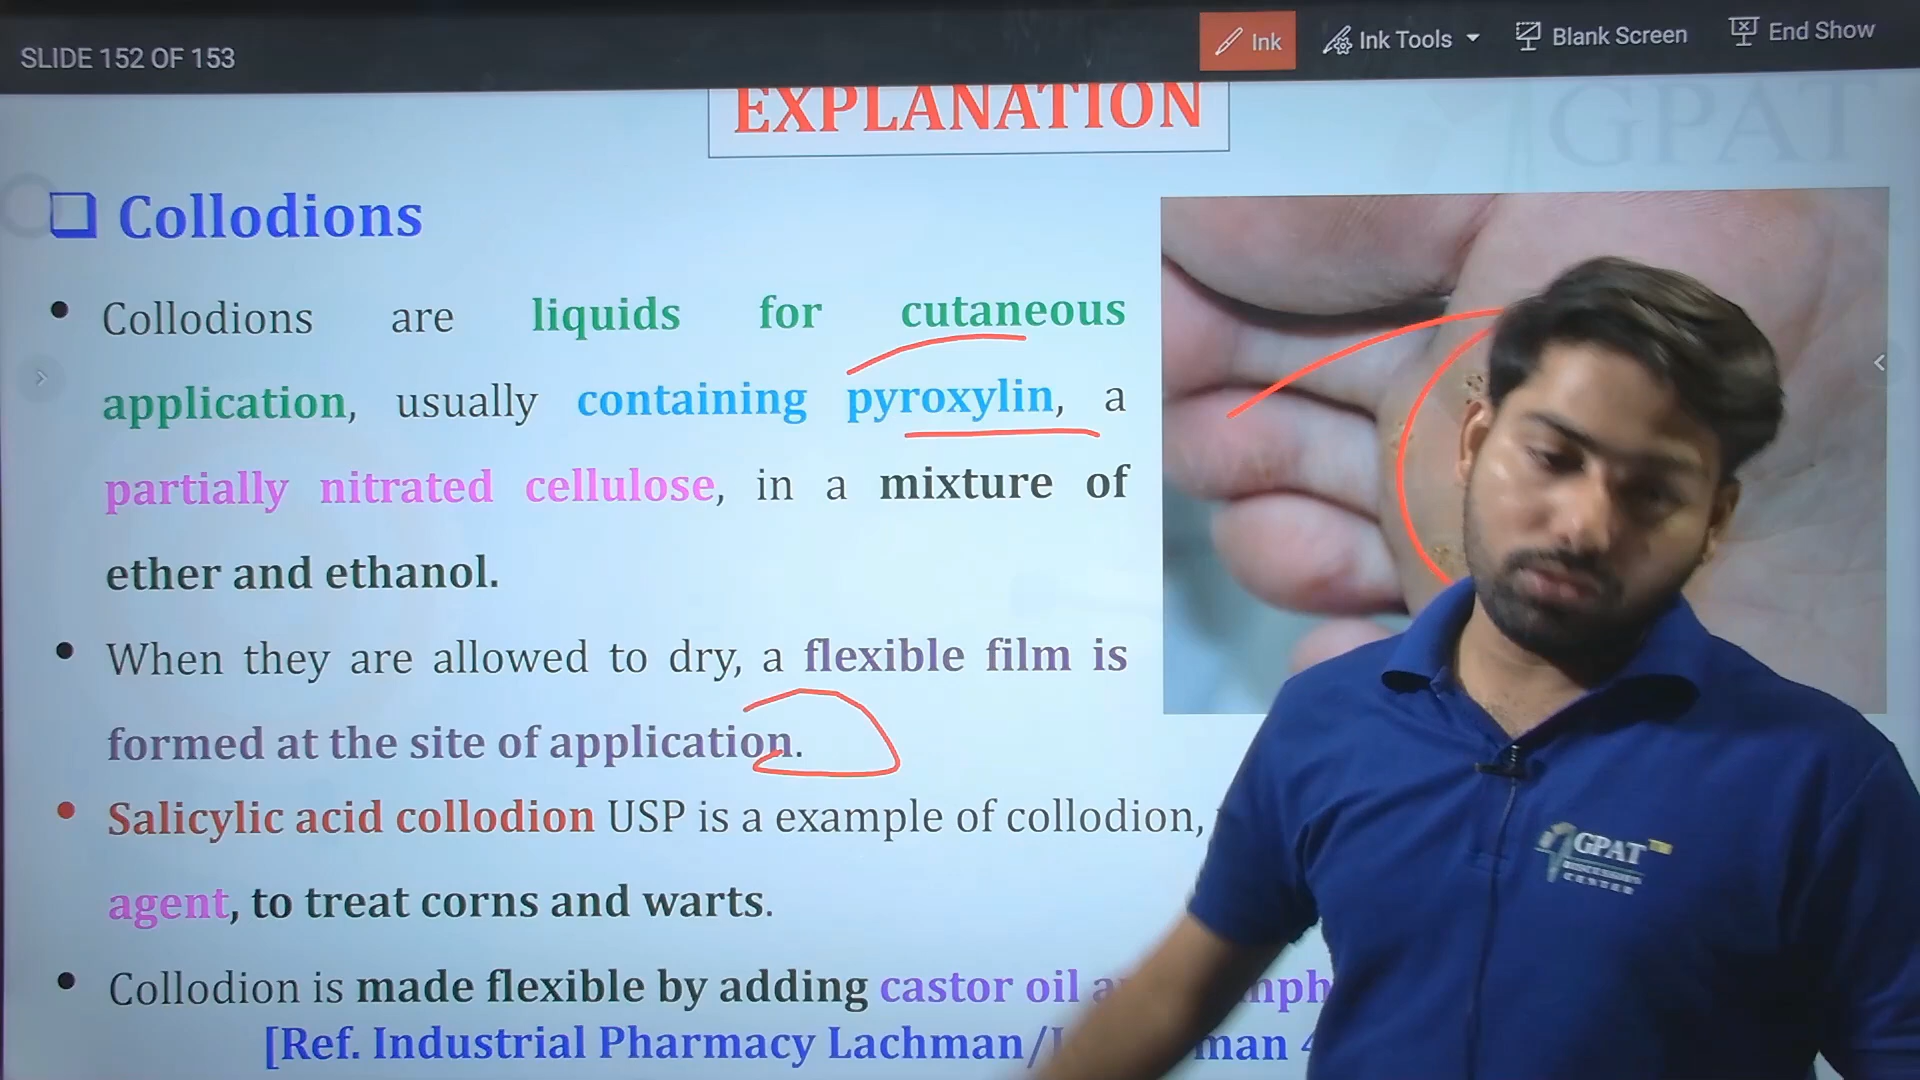 SLIDE 152 OF 153
Ink
Ink Tools
Blank Screen
End Show
EXPLANATION
GPAT
Collodions
• Collodions are liquids for cutaneous
application, usually containing pyroxylin, a
partially nitrated cellulose, in a mixture of
ether and ethanol.
• When they are allowed to dry, a flexible film is
formed at the site of application.
• Salicylic acid collodion USP is a example of collodion,
agent, to treat corns and warts.
• Collodion is made flexible by adding castor oil
[Ref. Industrial Pharmacy Lachman/
GPAT™
DISCUSSION
CENTER